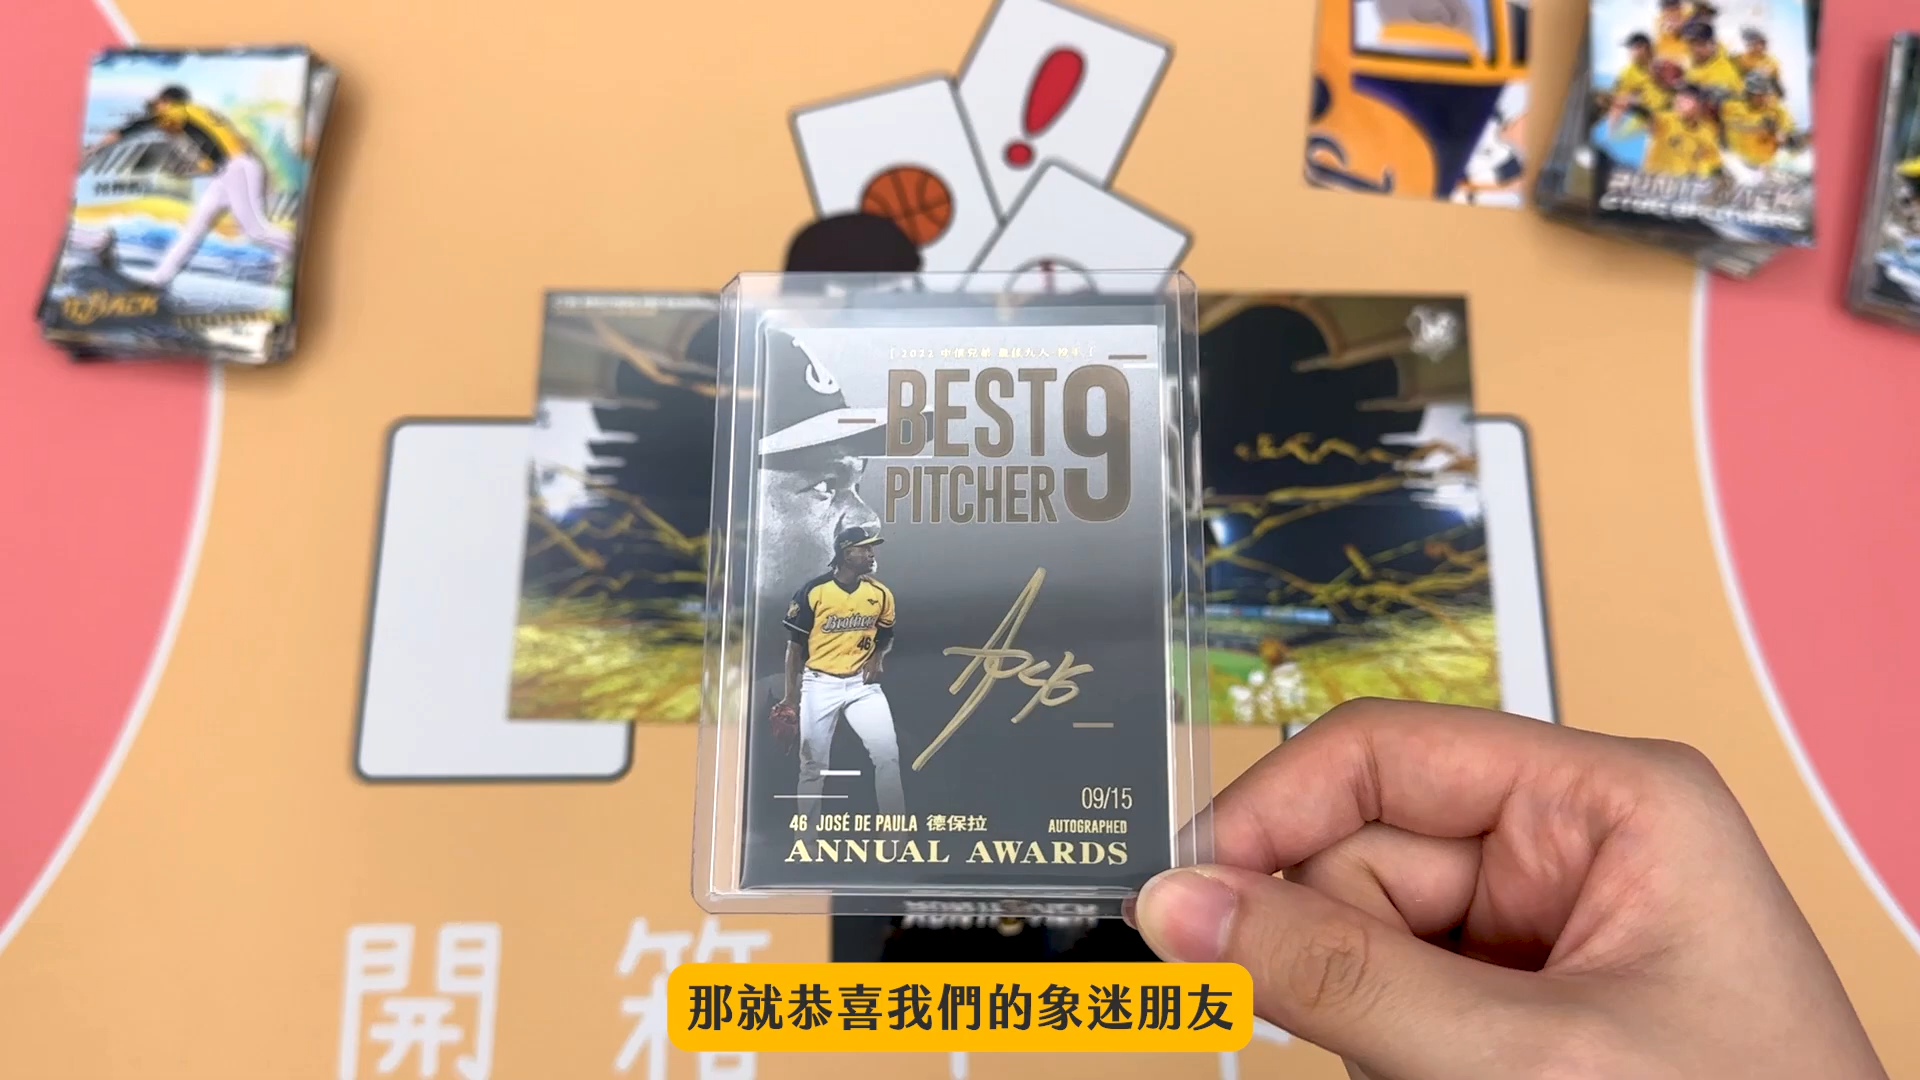 [ 2022 中信兄弟 最佳九人 投手 ]
BEST 9
PITCHER
Brothers
46
09/15
46 JOSÉ DE PAULA 德保拉
AUTOGRAPHED
ANNUAL AWARDS
開箱
那就恭喜我們的象迷朋友